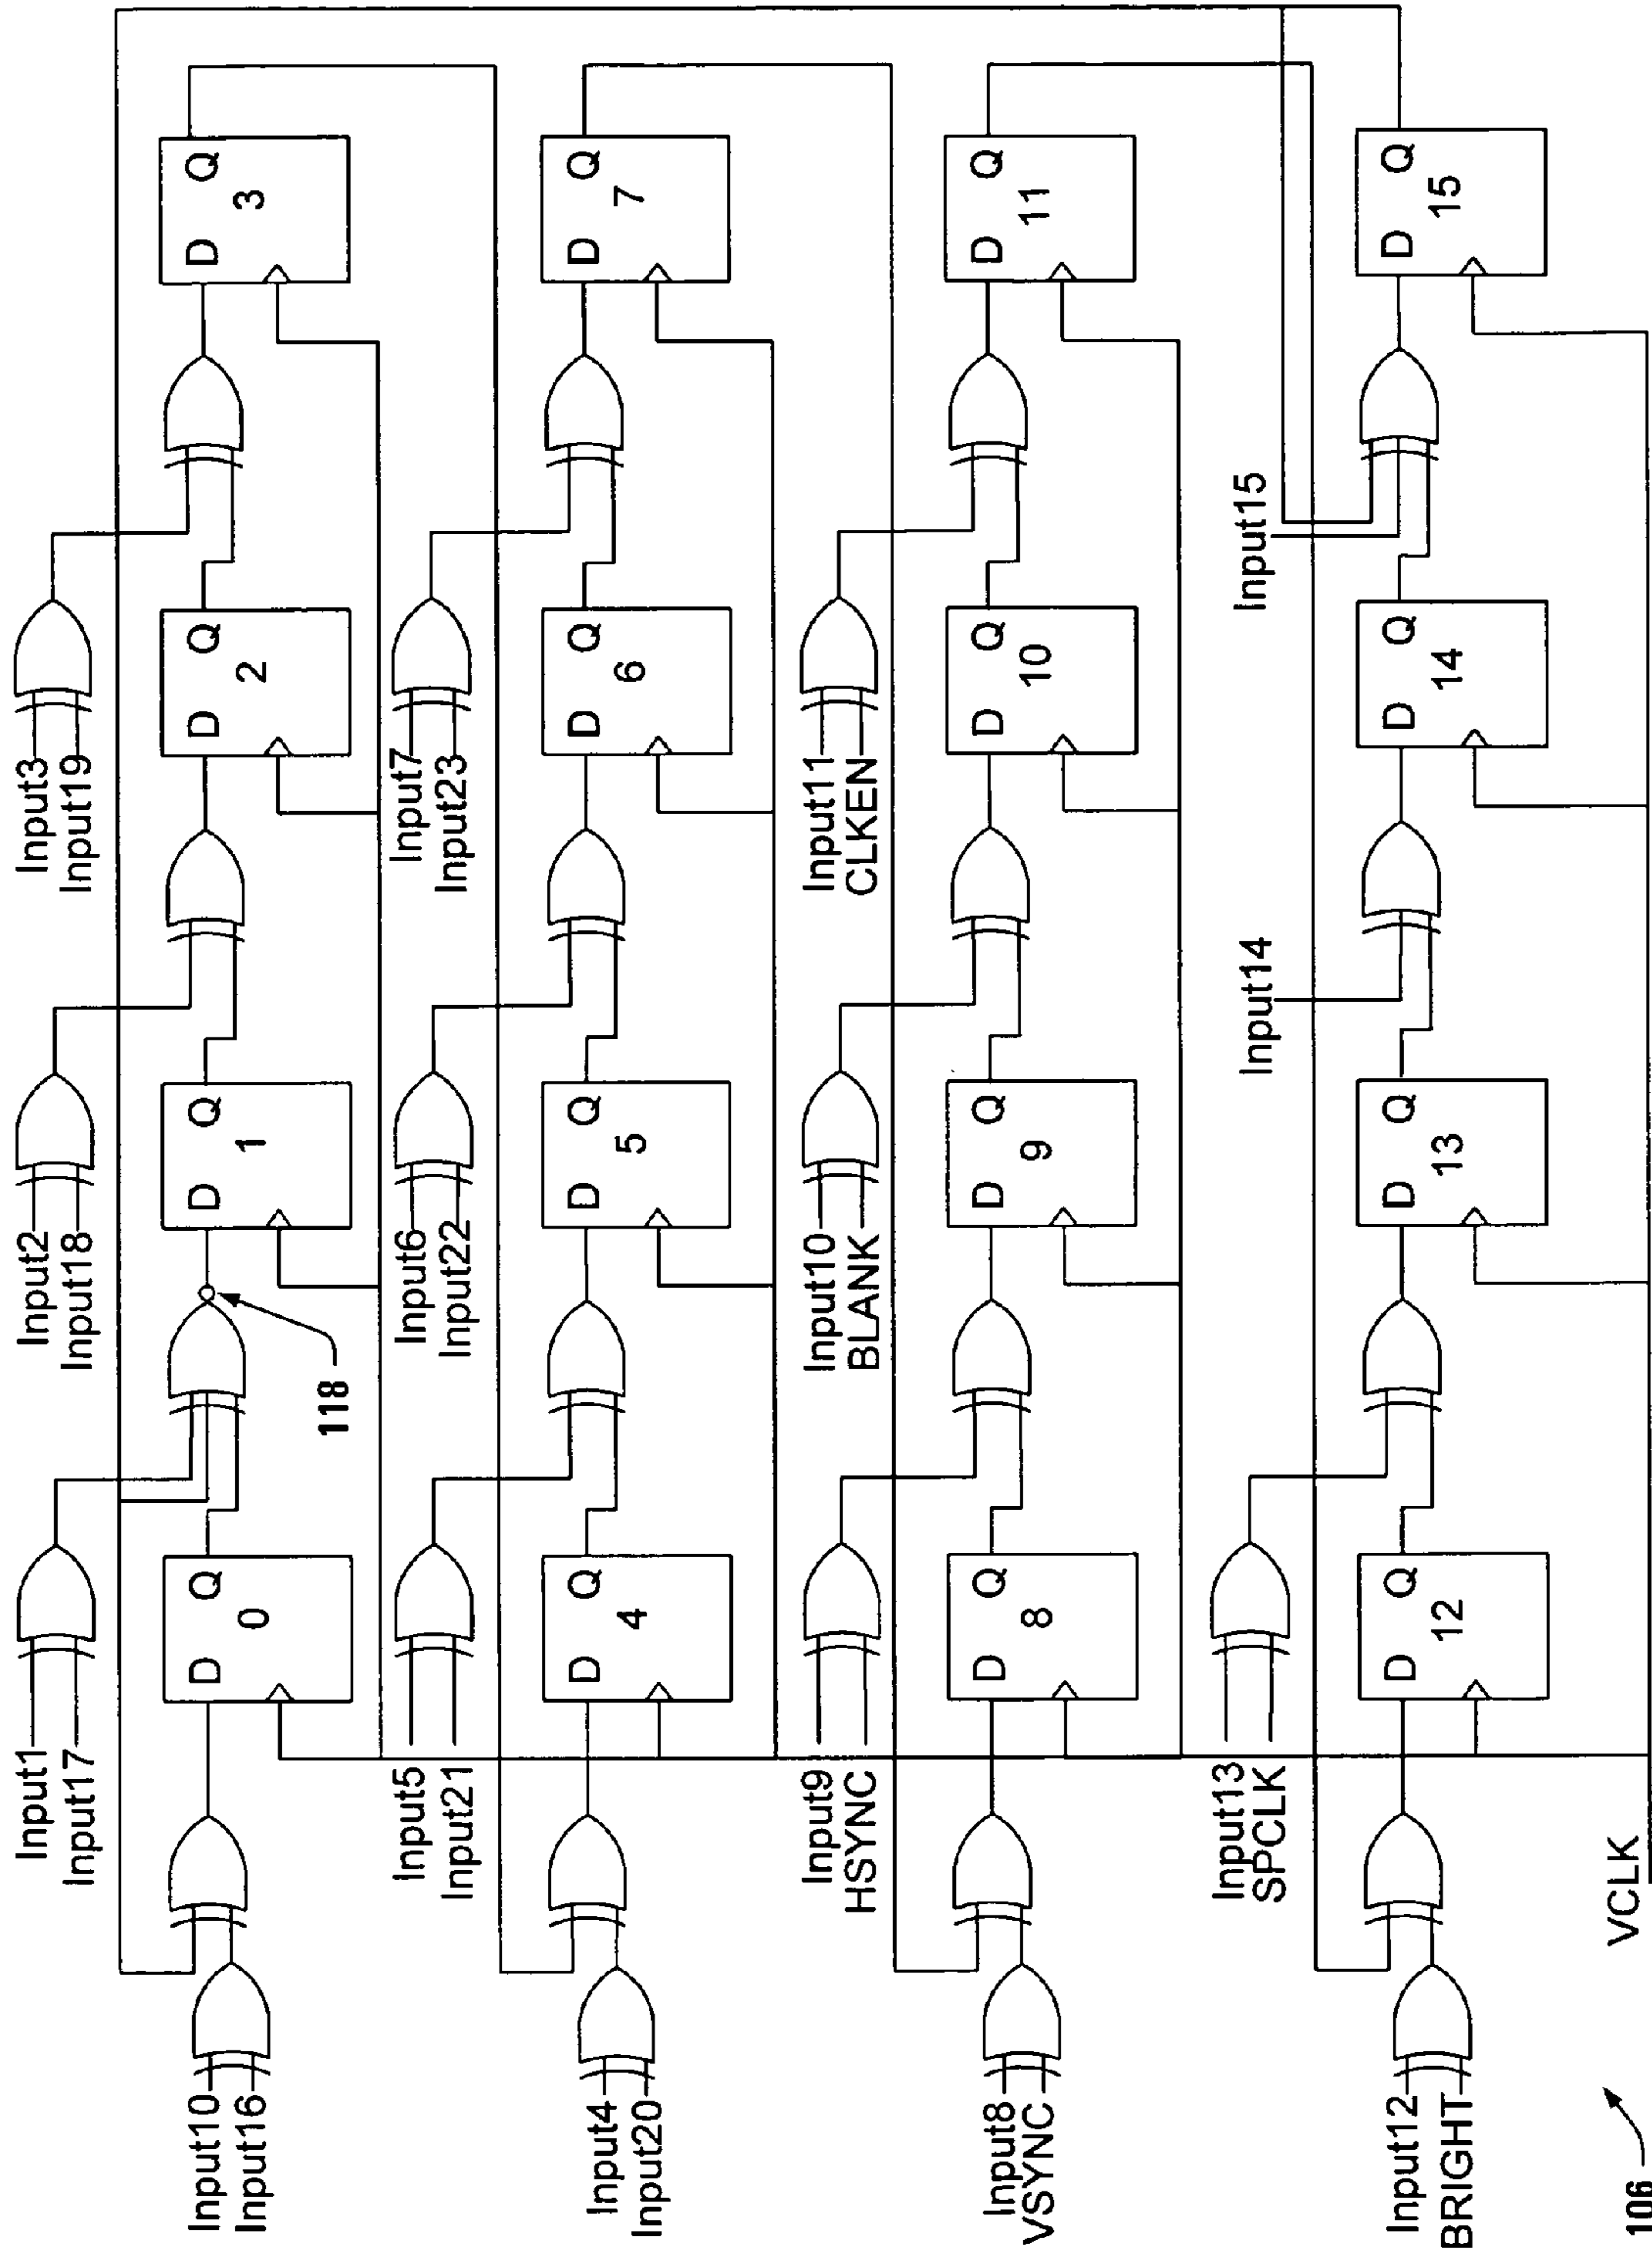 Input1
Input17
Input2
Input18
Input3
Input19
Input10
Input16
D Q
0
118
D Q
1
D Q
2
D Q
3
Input5
Input21
Input6
Input22
Input7
Input23
Input4
Input20
D Q
4
D Q
5
D Q
6
D Q
7
Input9
HSYNC
Input10
BLANK
Input11
CLKEN
Input8
VSYNC
D Q
8
D Q
9
D Q
10
D Q
11
Input13
SPCLK
Input14
Input15
Input12
BRIGHT
D Q
12
D Q
13
D Q
14
D Q
15
VCLK
106